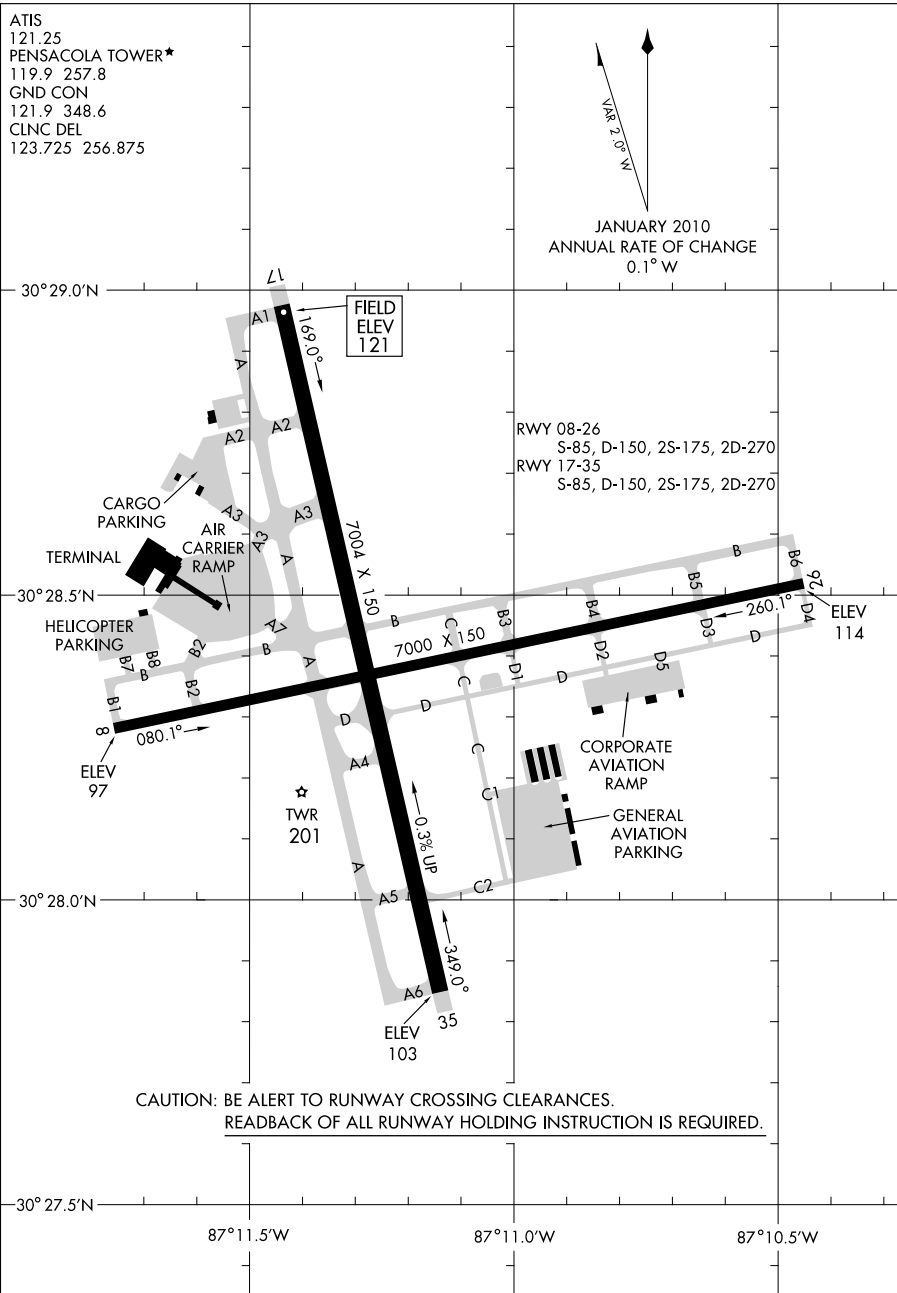 ATIS
121.25
PENSACOLA TOWER★
119.9 257.8
GND CON
121.9 348.6
CLNC DEL
123.725 256.875
VAR 2.0° W
JANUARY 2010
ANNUAL RATE OF CHANGE
0.1° W
30°29.0'N
17
FIELD
ELEV
121
A1
169.0°
A
A2
A2
RWY 08-26
S-85, D-150, 2S-175, 2D-270
RWY 17-35
S-85, D-150, 2S-175, 2D-270
CARGO
PARKING
A3
A3
A3
AIR
CARRIER
RAMP
A
7004 X 150
TERMINAL
B
B6
26
30°28.5'N
B5
260.1°
ELEV
114
HELICOPTER
PARKING
A7
B
C
B3
B4
D4
7000 X 150
D3
D
B7
B8
B2
B
A
B
B2
C
D1
D
D2
D5
B1
8
080.1°
D
D
ELEV
97
A4
C
CORPORATE
AVIATION
RAMP
TWR
201
C1
0.3% UP
GENERAL
AVIATION
PARKING
A
C2
30°28.0'N
A5
349.0°
A6
35
ELEV
103
CAUTION: BE ALERT TO RUNWAY CROSSING CLEARANCES.
READBACK OF ALL RUNWAY HOLDING INSTRUCTION IS REQUIRED.
30°27.5'N
87°11.5'W
87°11.0'W
87°10.5'W